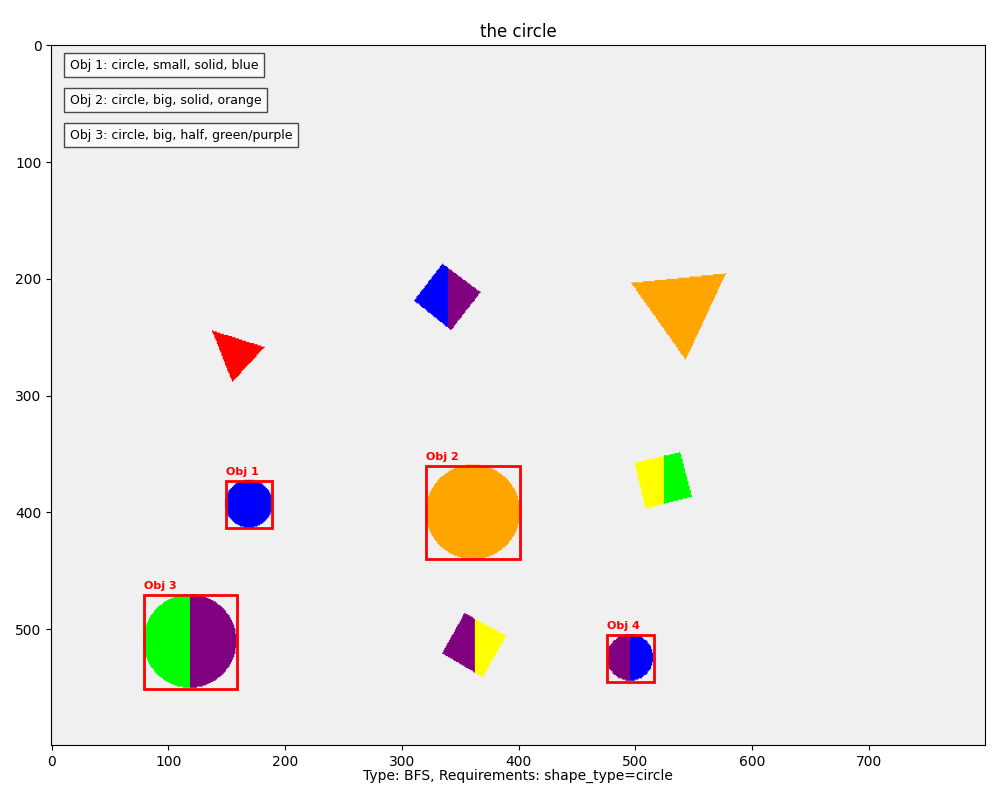 the circle
0
Obj 1: circle, small, solid, blue
Obj 2: circle, big, solid, orange
Obj 3: circle, big, half, green/purple
100
200
300
Obj 2
Obj 1
400
Obj 3
500
Obj 4
0 100 200 300 400 500 600 700
Type: BFS, Requirements: shape_type=circle